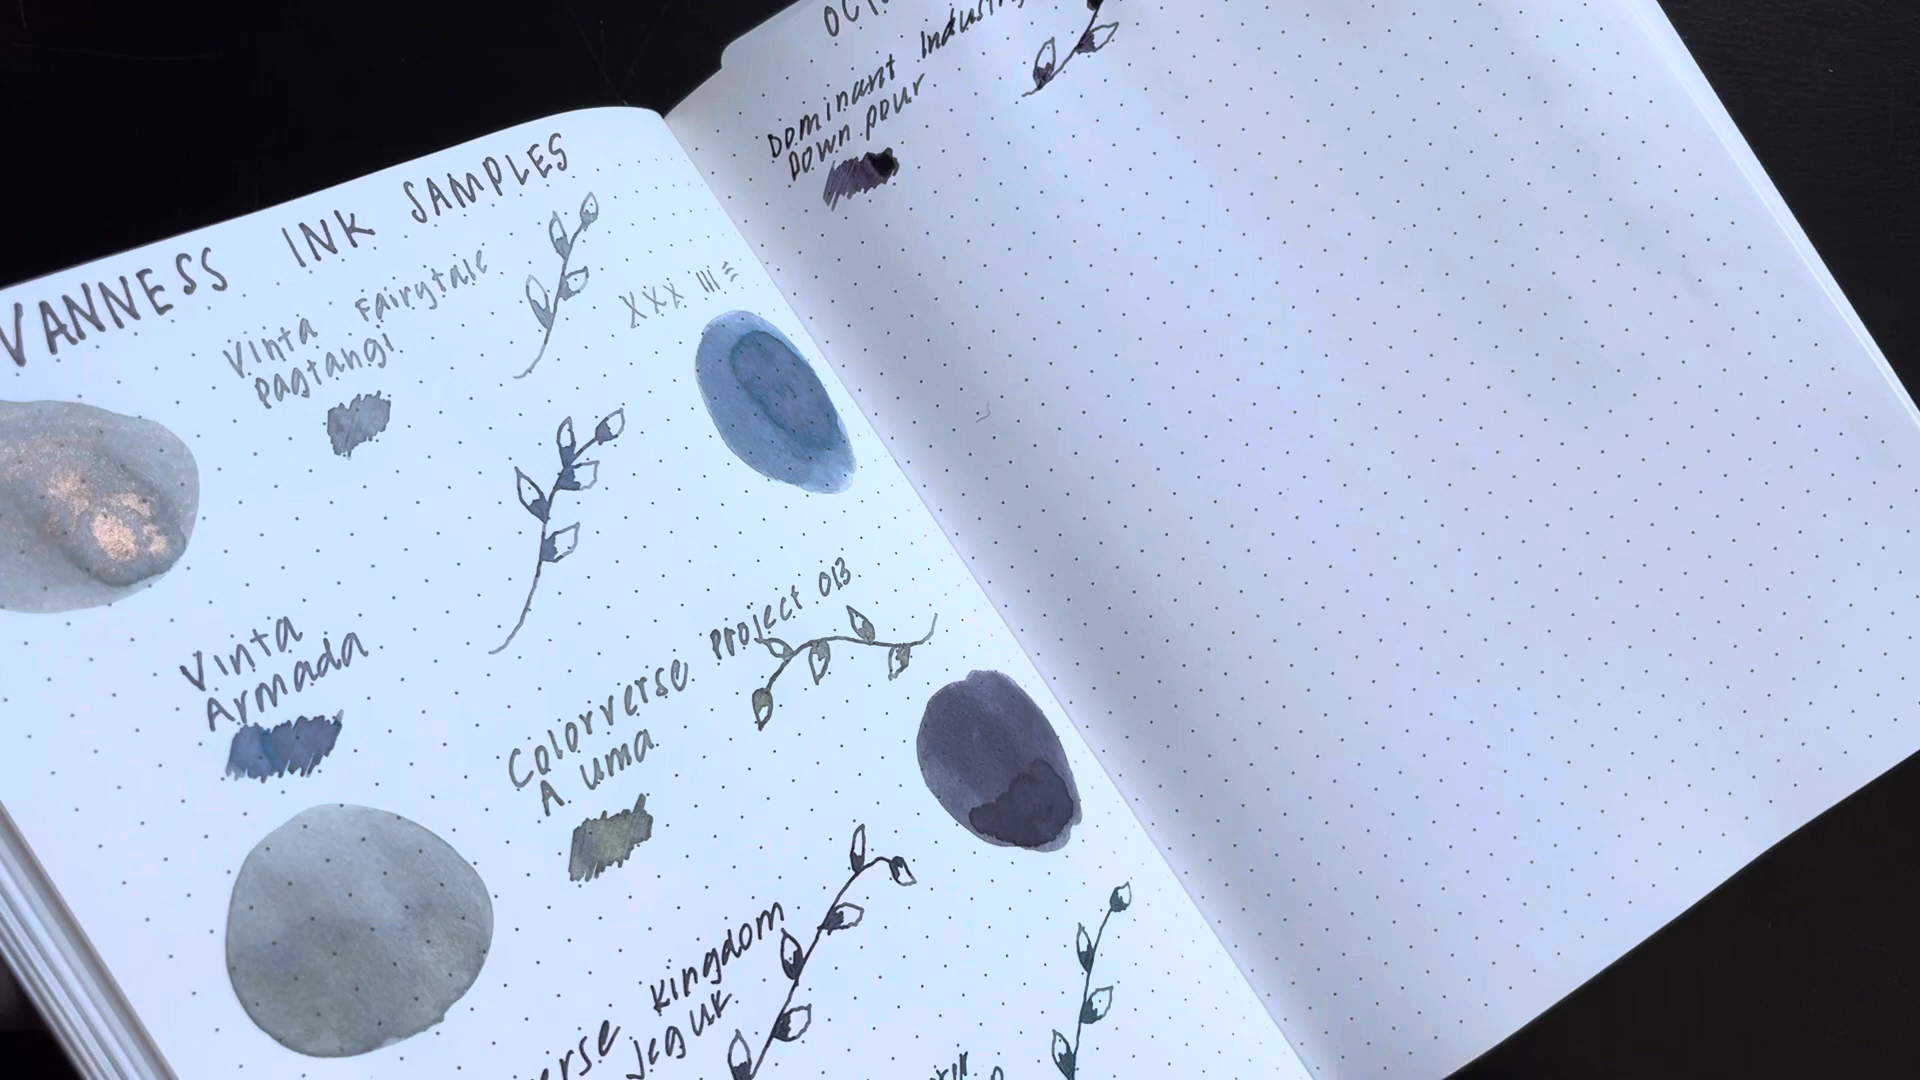 VANNESS INK SAMPLES
Vinta Fairytale
Pagtangi
XXX III
Vinta
Armada
Colorverse Project 013
A Uma
Kingdom
Jeguk
Dominant Industry
Down pour